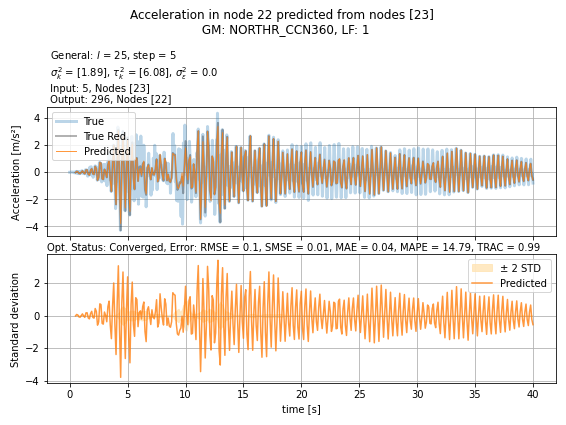 Acceleration in node 22 predicted from nodes [23]
GM: NORTHR_CCN360, LF: 1
General: l = 25, step = 5
σ²ₖ = [1.89], τ²ₖ = [6.08], σ²ε = 0.0
Input: 5, Nodes [23]
Output: 296, Nodes [22]
Acceleration [m/s²]
4
2
0
−2
−4
True
True Red.
Predicted
Opt. Status: Converged, Error: RMSE = 0.1, SMSE = 0.01, MAE = 0.04, MAPE = 14.79, TRAC = 0.99
Standard deviation
2
0
−2
−4
± 2 STD
Predicted
0 5 10 15 20 25 30 35 40
time [s]